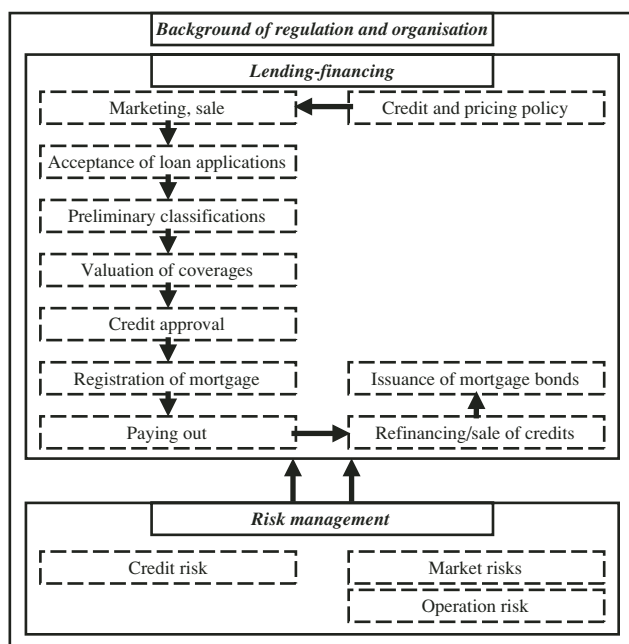 Background of regulation and organisation
Lending-financing
Marketing, sale
Credit and pricing policy
Acceptance of loan applications
Preliminary classifications
Valuation of coverages
Credit approval
Registration of mortgage
Issuance of mortgage bonds
Paying out
Refinancing/sale of credits
Risk management
Credit risk
Market risks
Operation risk